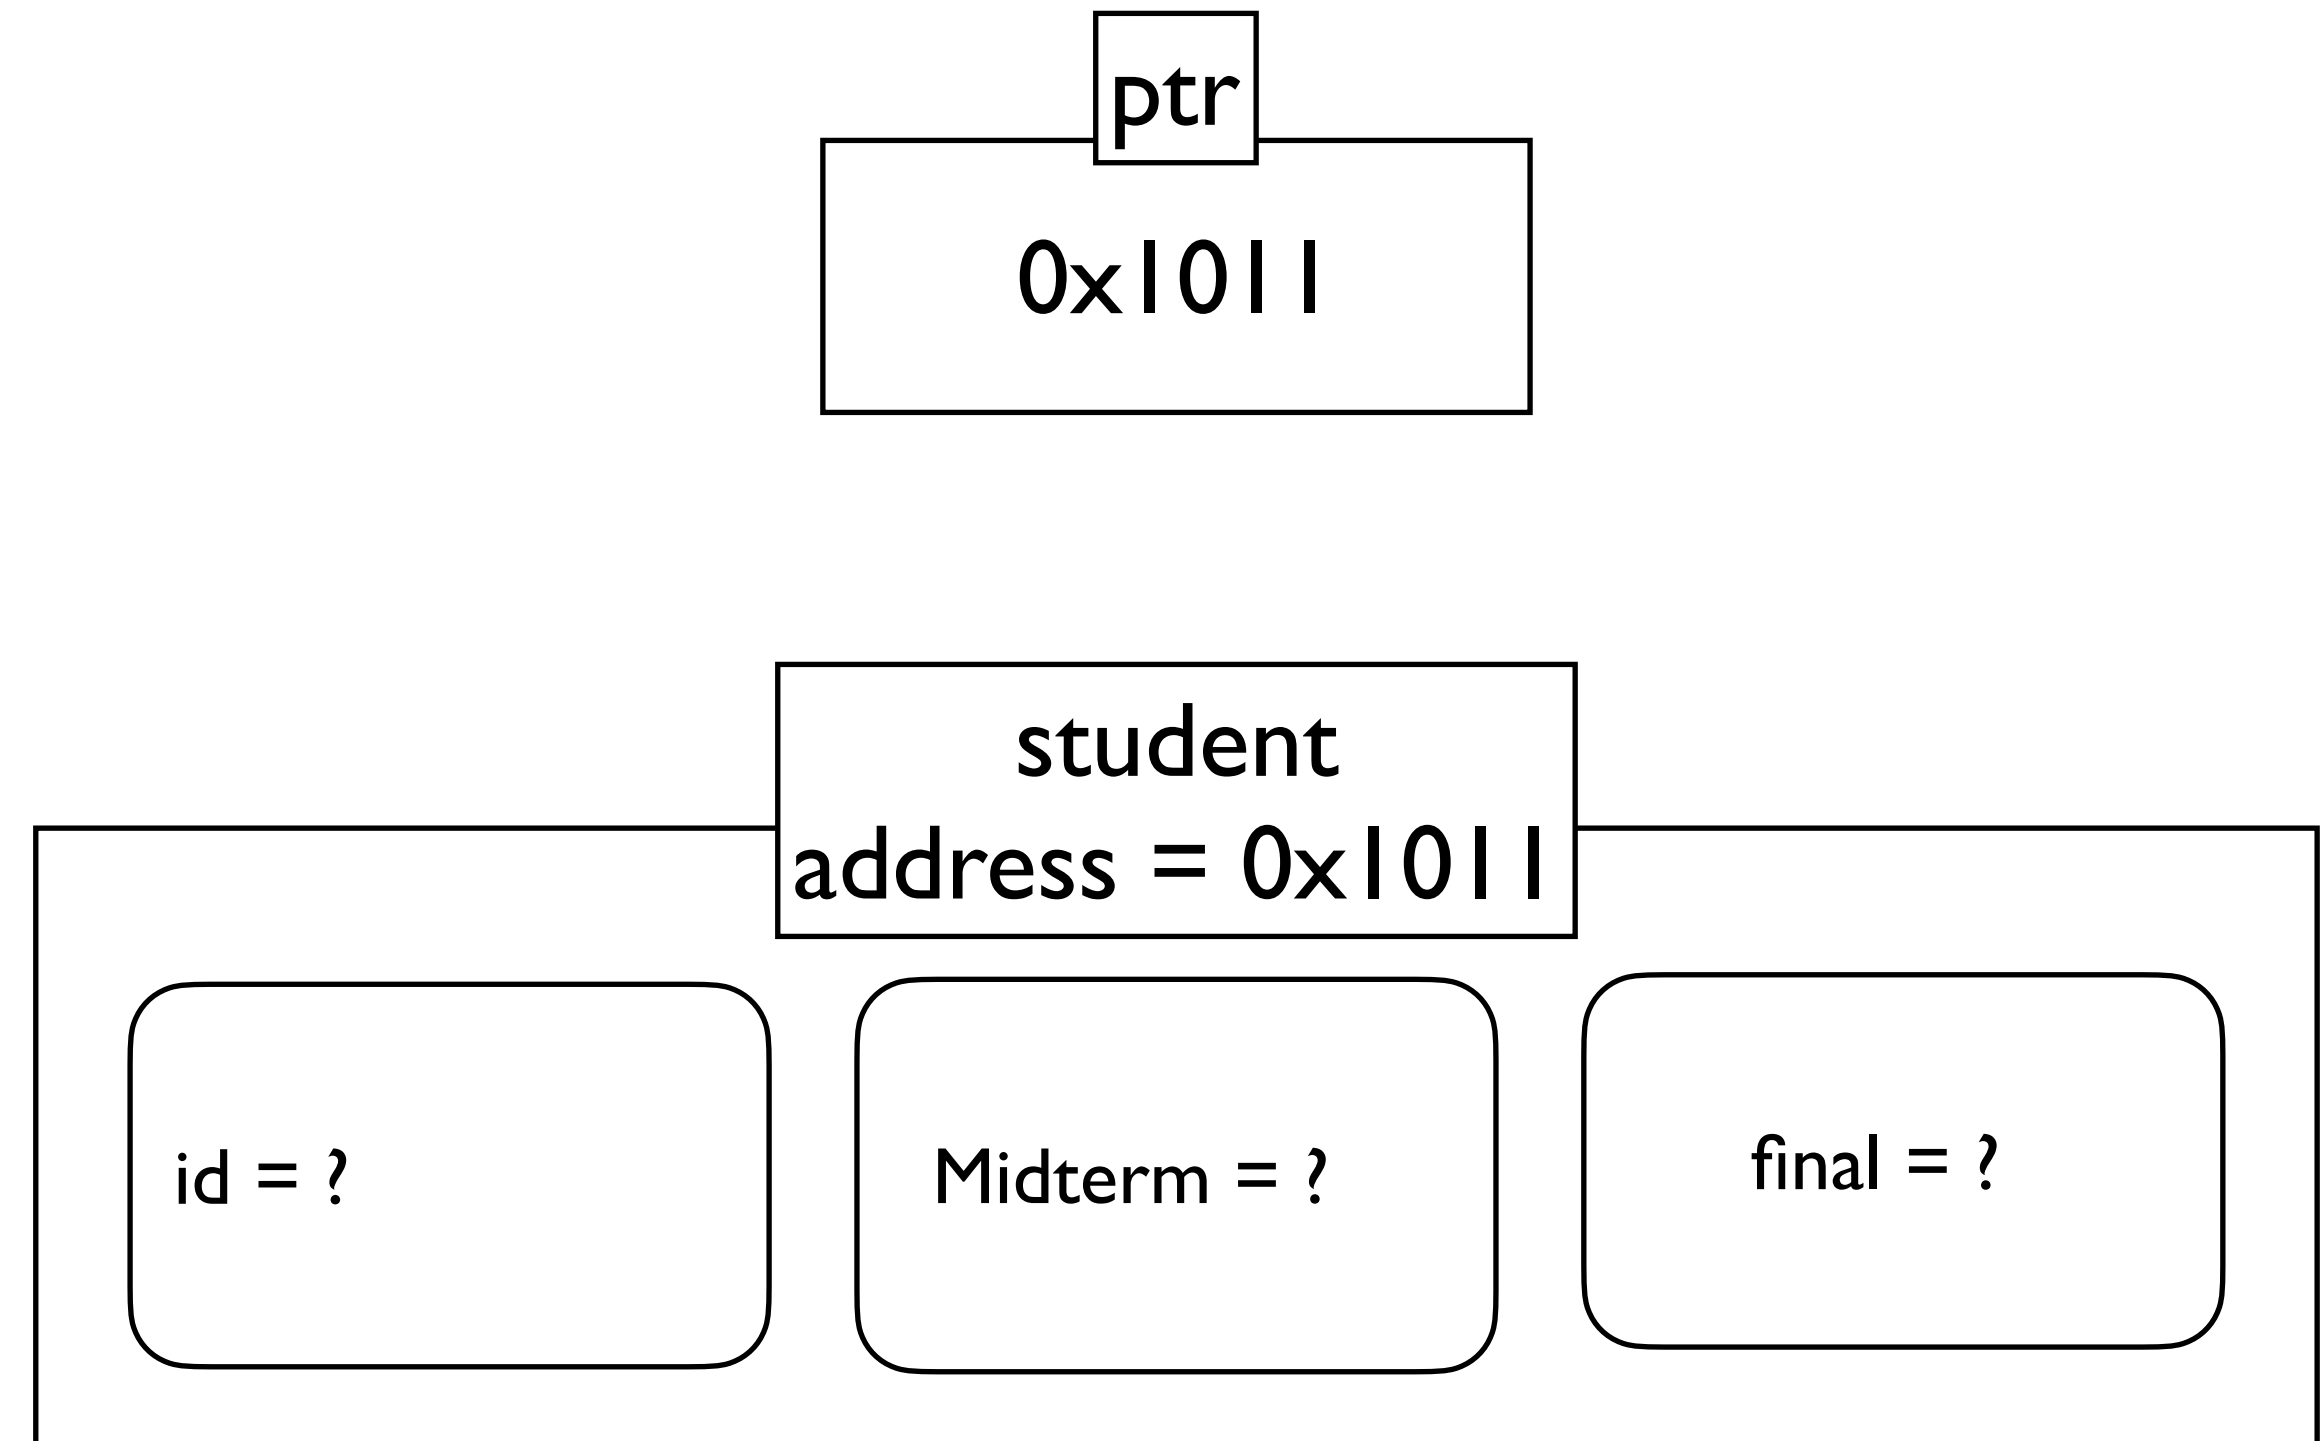 ptr
0x1011
student
address = 0x1011
id = ?
Midterm = ?
final = ?